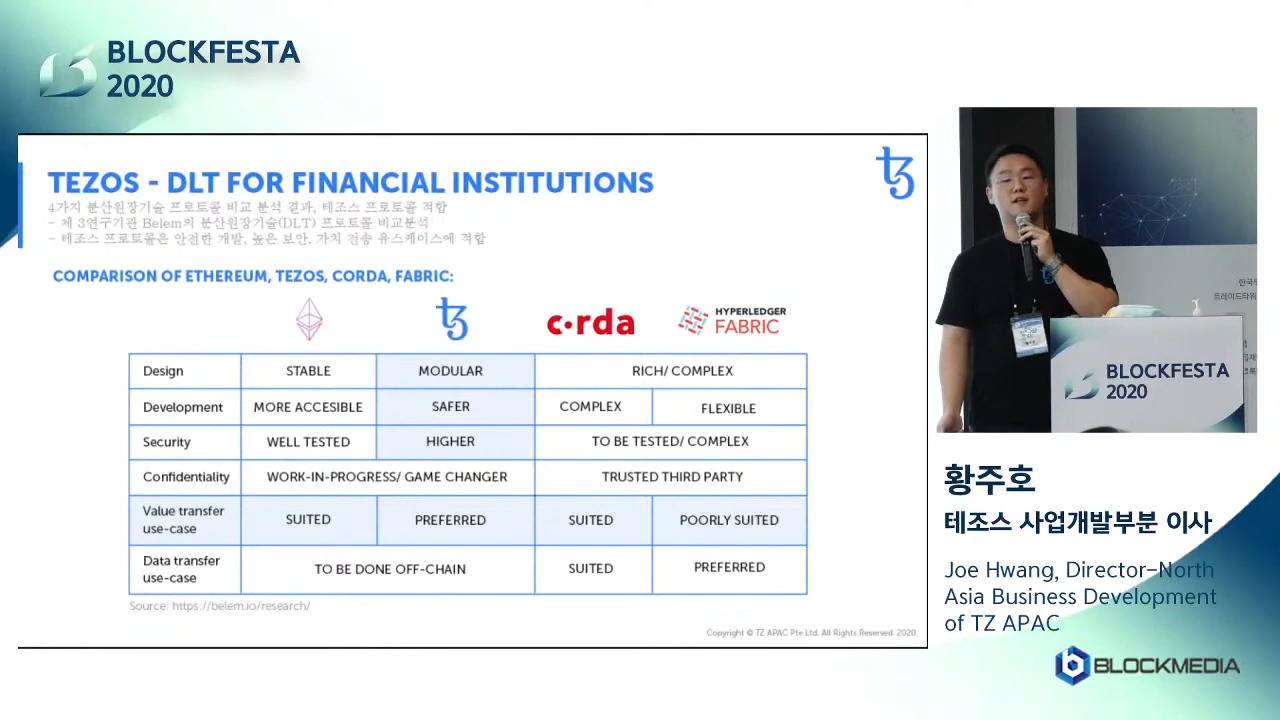 BLOCKFESTA
2020
TEZOS - DLT FOR FINANCIAL INSTITUTIONS
4가지 분산원장기술 프로토콜 비교 분석 결과, 테조스 프로토콜 적합
- 제 3연구기관 Belem의 분산원장기술(DLT) 프로토콜 비교분석
- 테조스 프로토콜은 안전한 개발, 높은 보안, 가치 전송 유스케이스에 적합
COMPARISON OF ETHEREUM, TEZOS, CORDA, FABRIC:
c·rda
HYPERLEDGER
FABRIC
Design STABLE MODULAR RICH/ COMPLEX
Development MORE ACCESIBLE SAFER COMPLEX FLEXIBLE
Security WELL TESTED HIGHER TO BE TESTED/ COMPLEX
Confidentiality WORK-IN-PROGRESS/ GAME CHANGER TRUSTED THIRD PARTY
Value transfer
use-case SUITED PREFERRED SUITED POORLY SUITED
Data transfer
use-case TO BE DONE OFF-CHAIN SUITED PREFERRED
Source: https://belem.io/research/
Copyright © TZ APAC Pte Ltd. All Rights Reserved. 2020.
BLOCKFESTA
2020
황주호
테조스 사업개발부분 이사
Joe Hwang, Director-North
Asia Business Development
of TZ APAC
BLOCKMEDIA